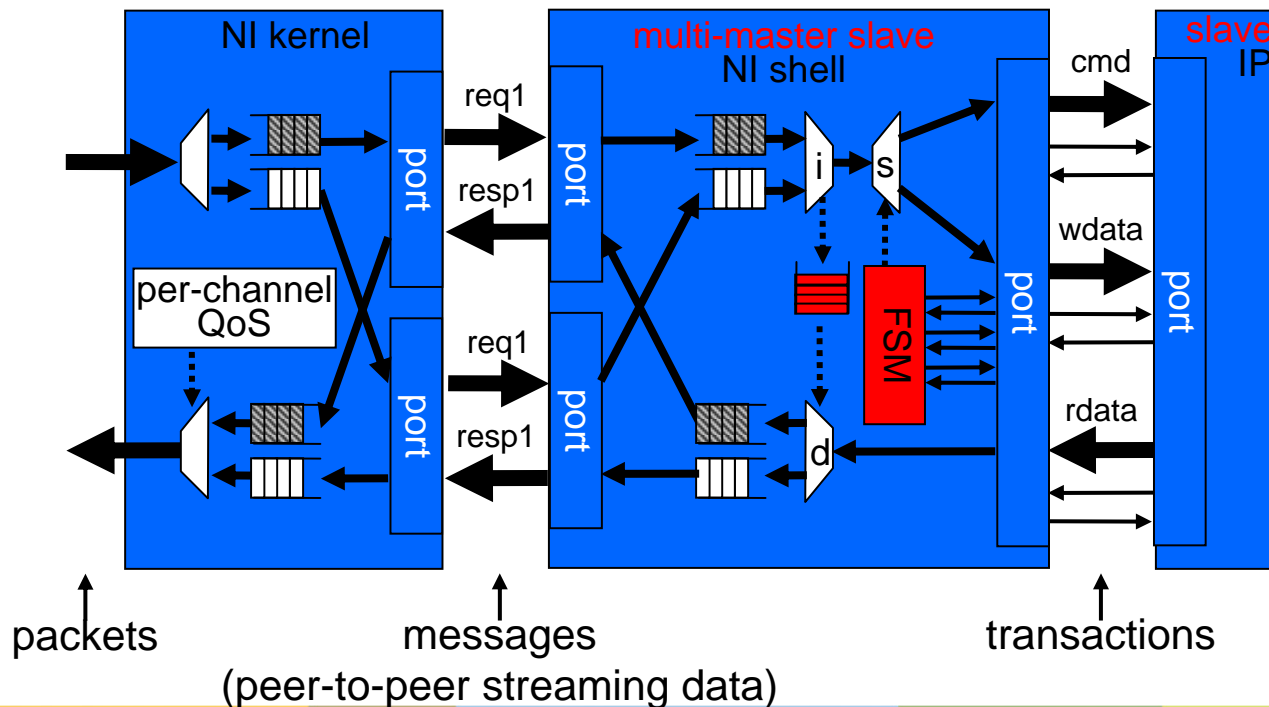 NI kernel
multi-master slave
NI shell
slave
IP
req1
resp1
req1
resp1
port
port
port
port
port
port
per-channel
QoS
i
s
d
FSM
cmd
wdata
rdata
packets
messages
(peer-to-peer streaming data)
transactions